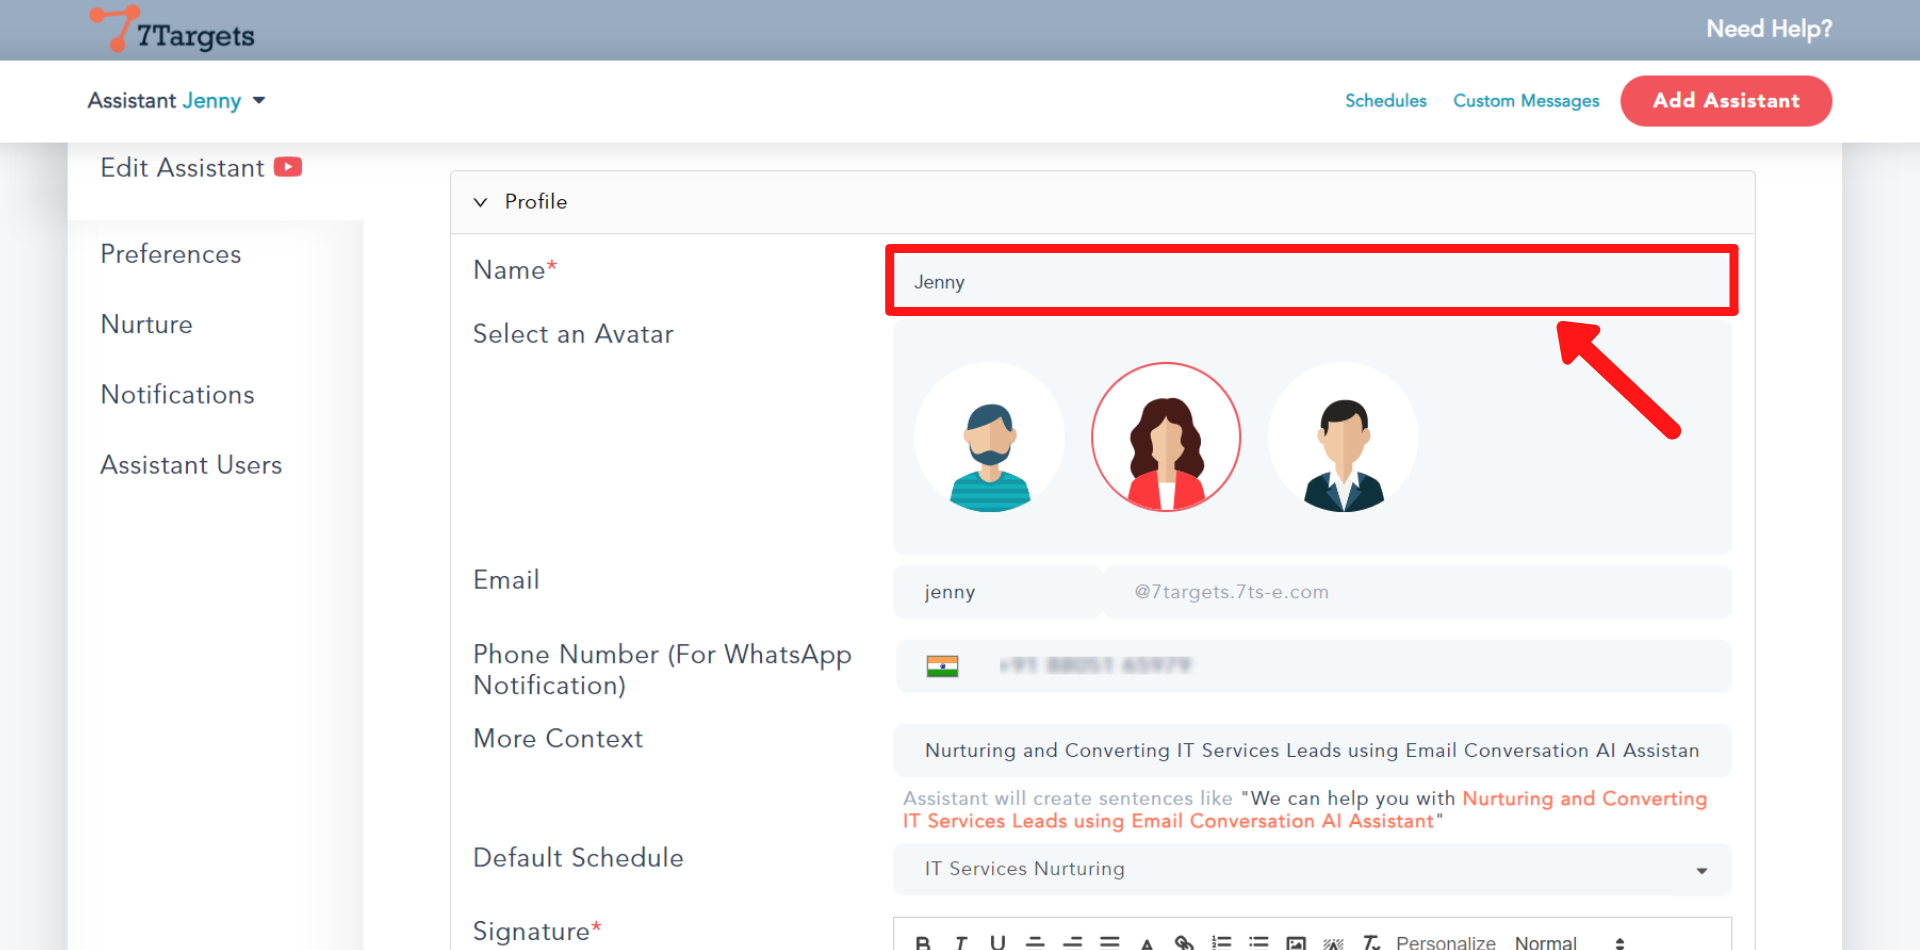 7Targets
Need Help?
Assistant Jenny
Schedules
Custom Messages
Add Assistant
Edit Assistant
Preferences
Nurture
Notifications
Assistant Users
Profile
Name*
Jenny
Select an Avatar
Email
jenny
@7targets.7ts-e.com
Phone Number (For WhatsApp
Notification)
More Context
Nurturing and Converting IT Services Leads using Email Conversation AI Assistan
Assistant will create sentences like "We can help you with Nurturing and Converting
IT Services Leads using Email Conversation AI Assistant"
Default Schedule
IT Services Nurturing
Signature*
B I U
Personalize
Normal